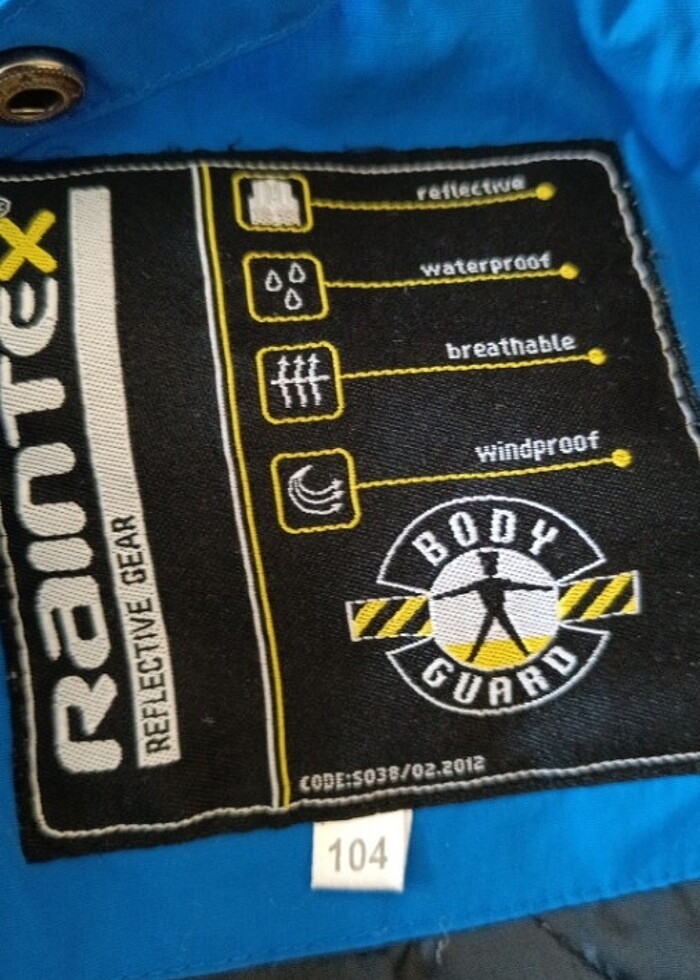 Raintex
REFLECTIVE GEAR
reflective
waterproof
breathable
windproof
BODY
GUARD
CODE:S038/02.2012
104